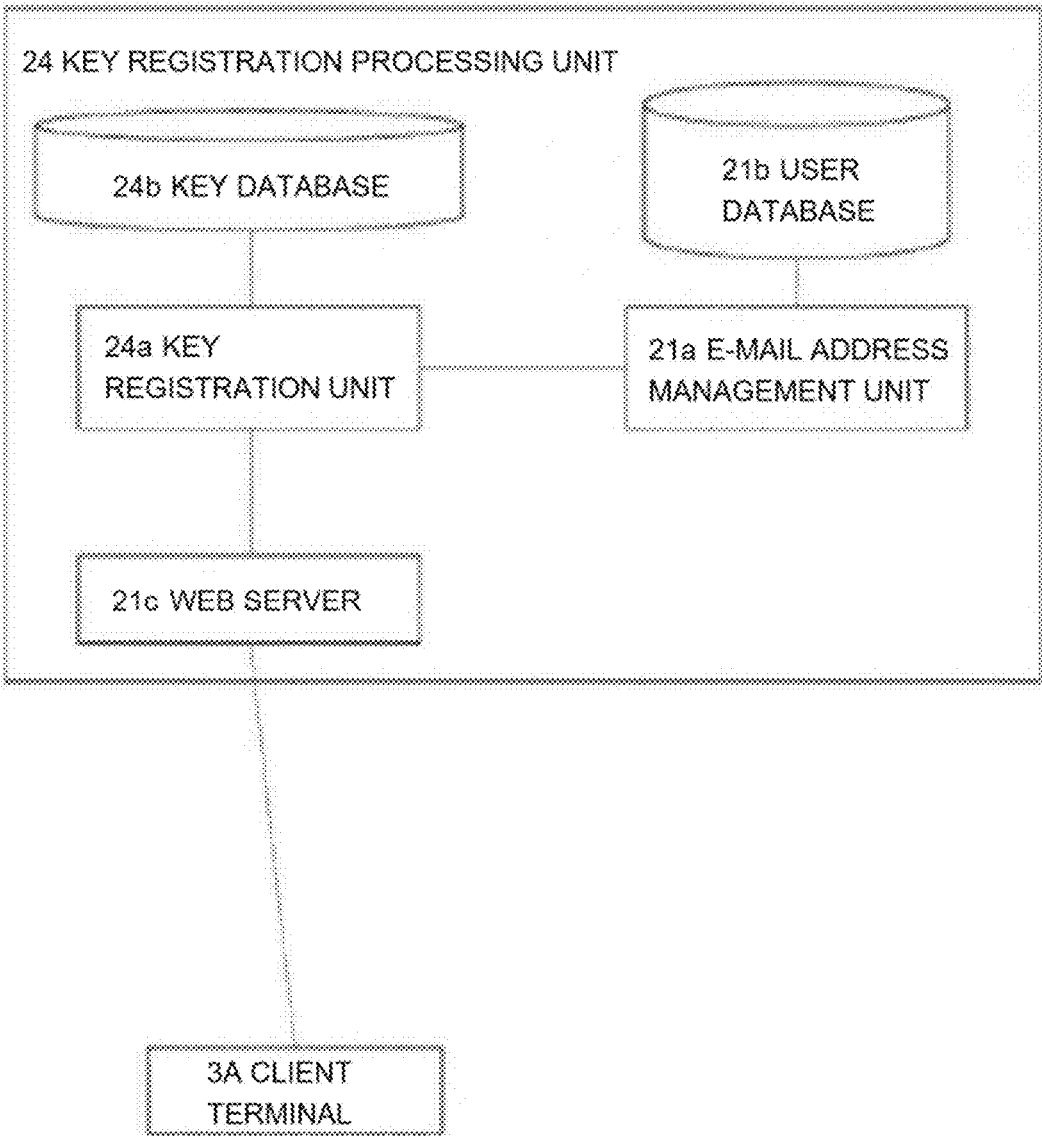 24 KEY REGISTRATION PROCESSING UNIT
24b KEY DATABASE
21b USER
DATABASE
24a KEY
REGISTRATION UNIT
21a E-MAIL ADDRESS
MANAGEMENT UNIT
21c WEB SERVER
3A CLIENT
TERMINAL